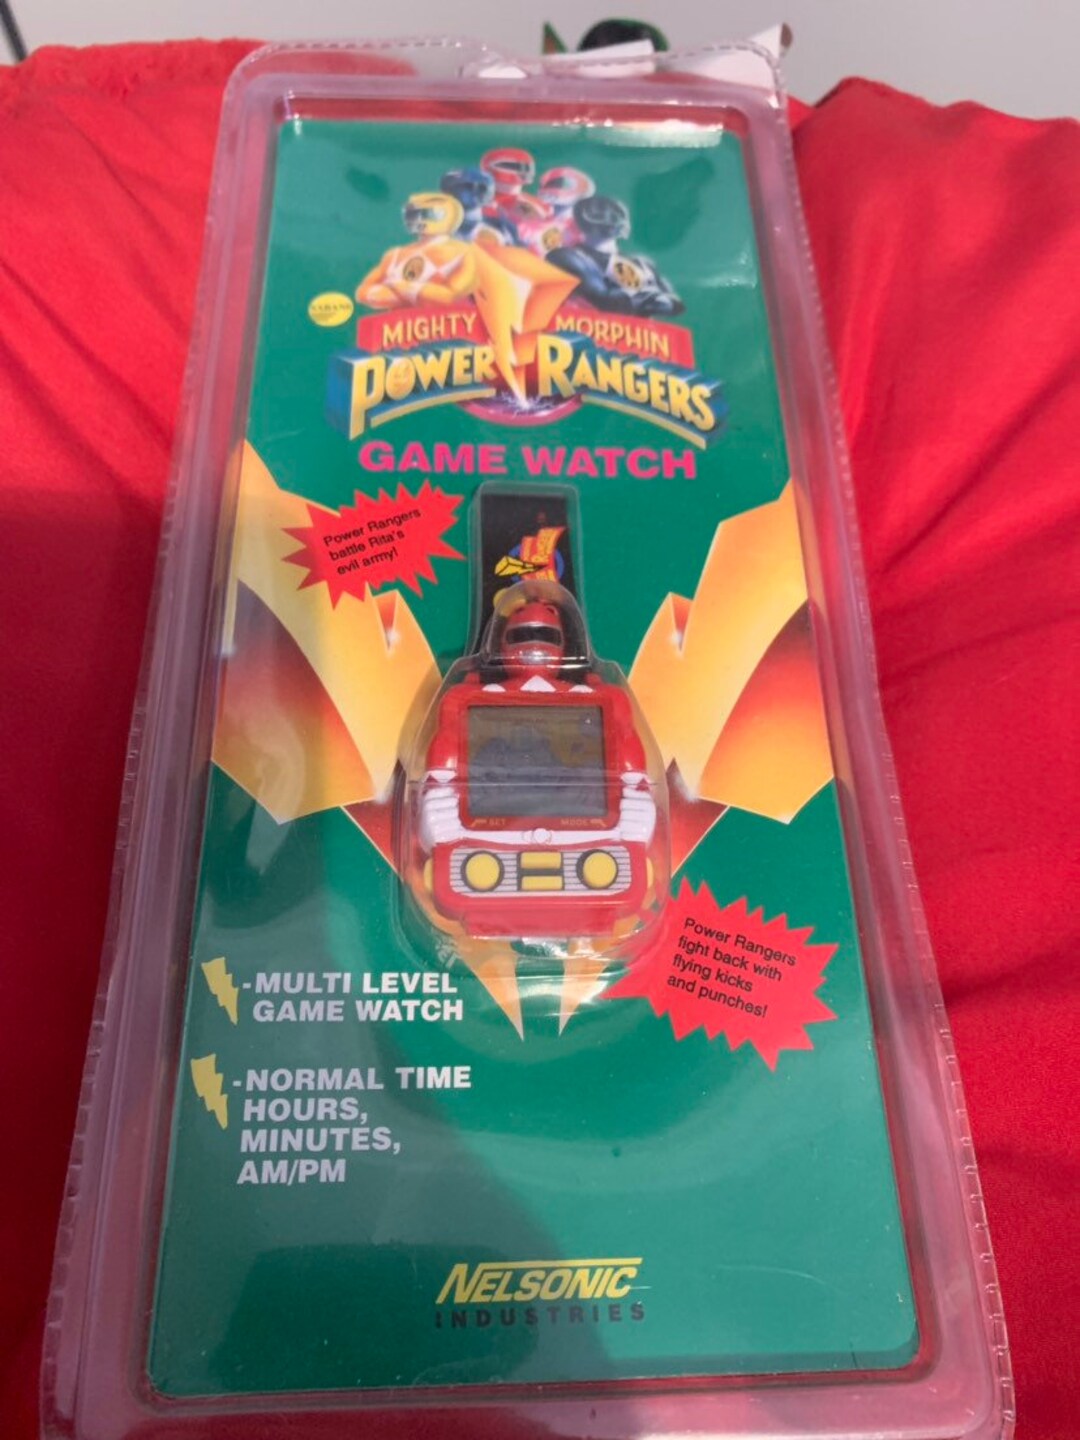 SABANS
MIGHTY MORPHIN
POWER RANGERS
GAME WATCH
Power Rangers
battle Rita's
evil army!
SET MODE
Power Rangers
fight back with
flying kicks
and punches!
-MULTI LEVEL
GAME WATCH
-NORMAL TIME
HOURS,
MINUTES,
AM/PM
NELSONIC
INDUSTRIES